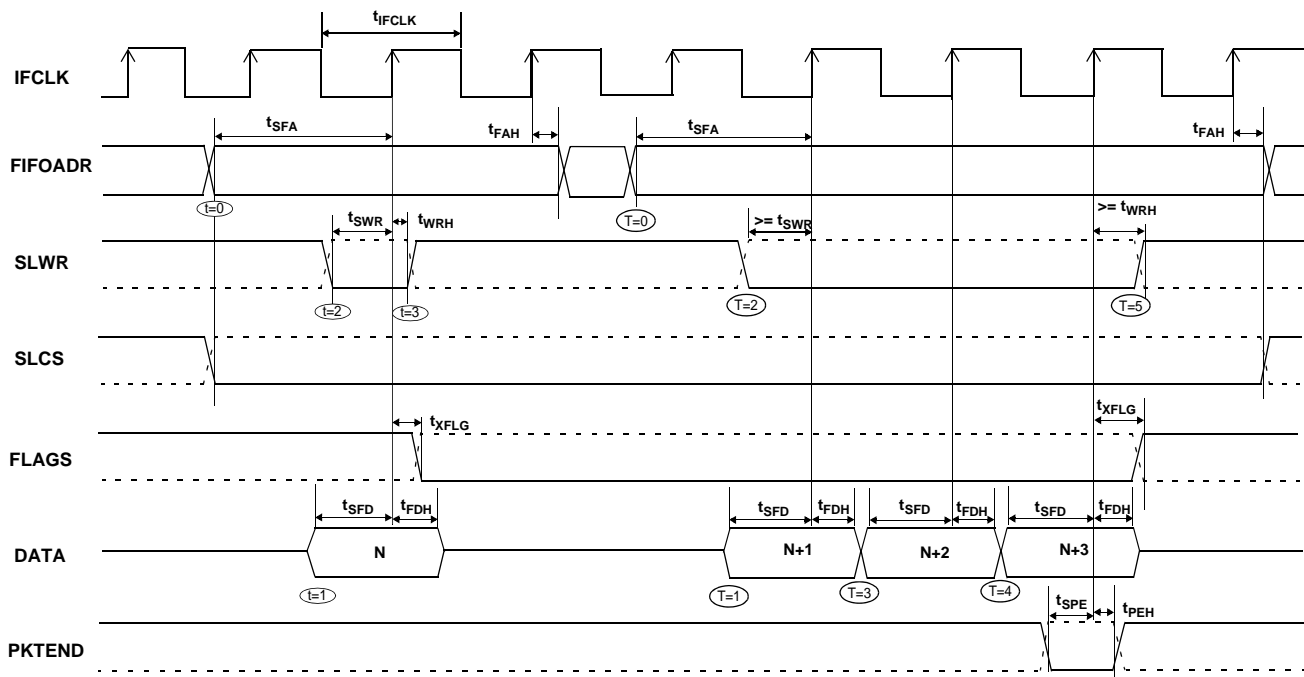 tIFCLK
IFCLK
tSFA
tFAH
tSFA
tFAH
FIFOADR
t=0
T=0
tSWR
tWRH
>= tSWR
>= tWRH
SLWR
t=2
t=3
T=2
T=5
SLCS
tXFLG
tXFLG
FLAGS
tSFD
tFDH
tSFD
tFDH
tSFD
tFDH
tSFD
tFDH
DATA
N
N+1
N+2
N+3
t=1
T=1
T=3
T=4
tSPE
tPEH
PKTEND